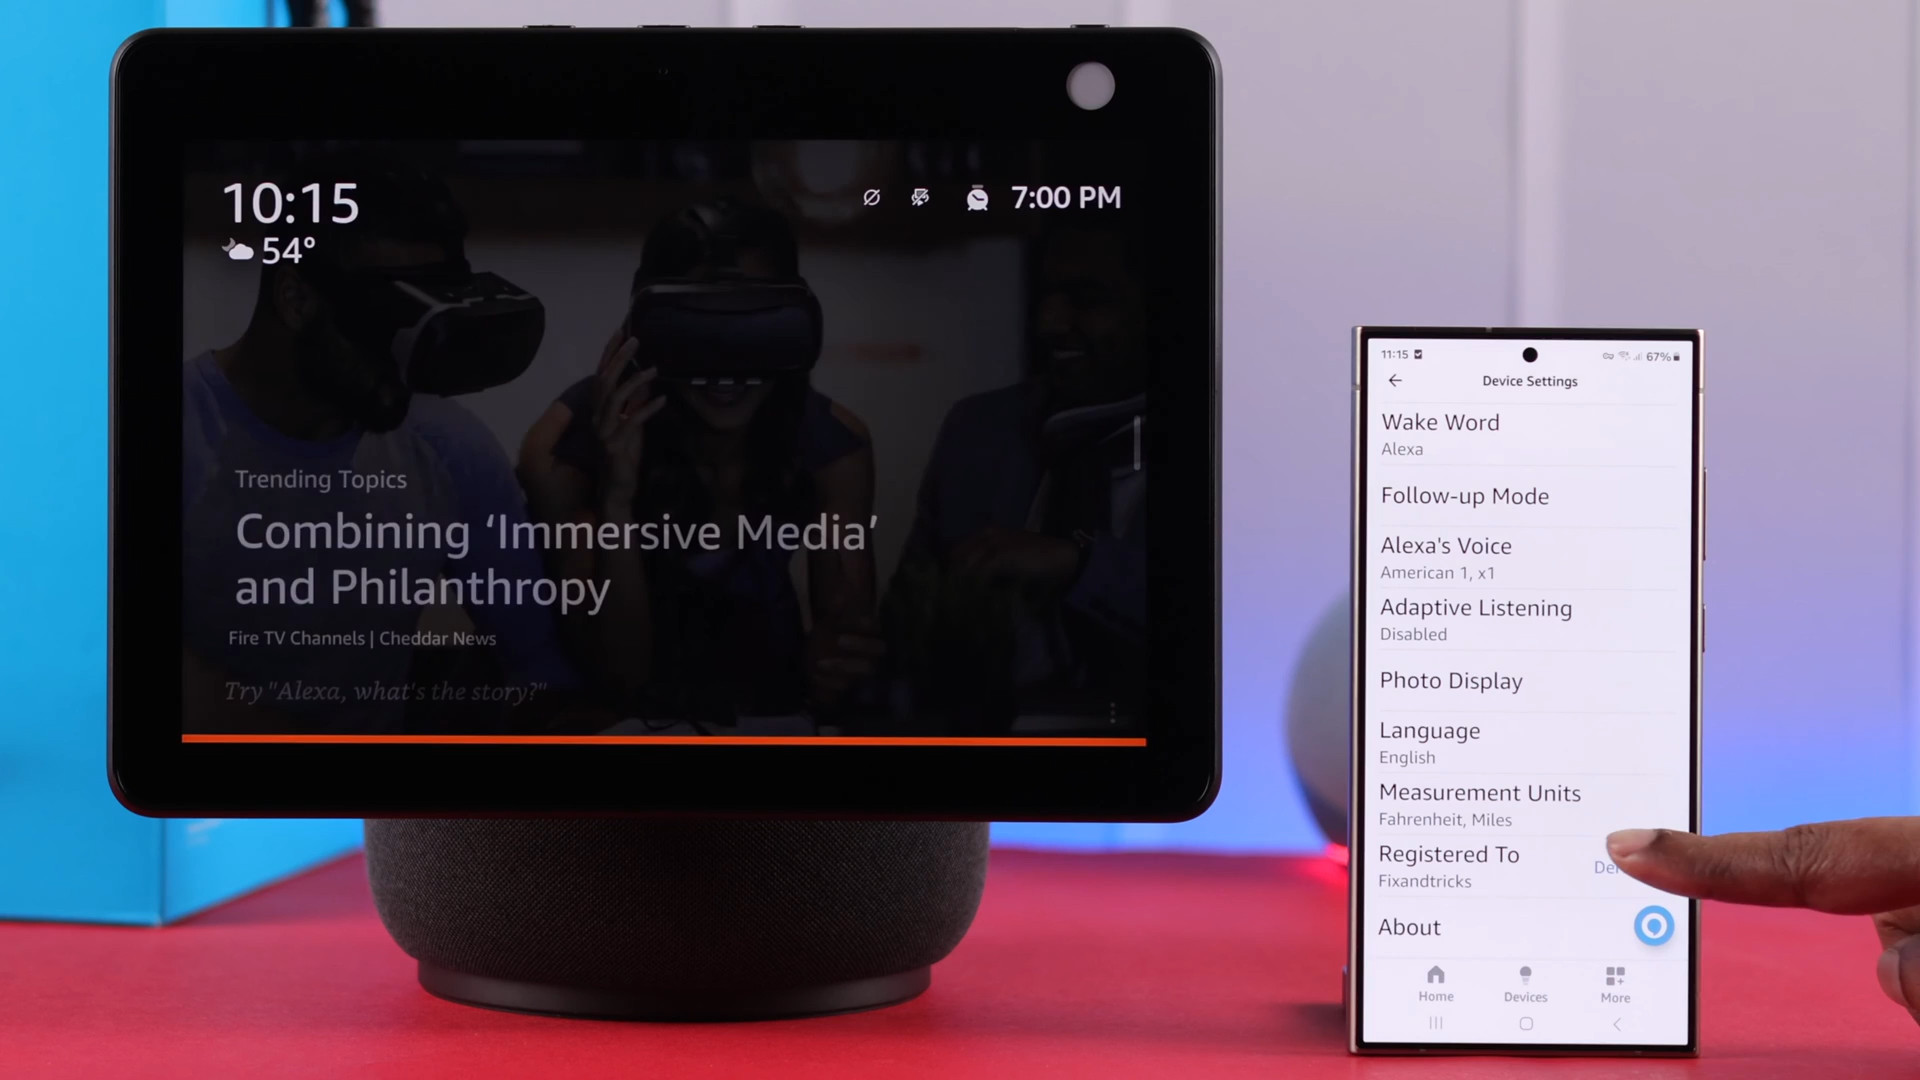 10:15
54°
7:00 PM
Trending Topics
Combining ‘Immersive Media’
and Philanthropy
Fire TV Channels | Cheddar News
Try "Alexa, what's the story?"
11:15
67%
Device Settings
Wake Word
Alexa
Follow-up Mode
Alexa's Voice
American 1, x1
Adaptive Listening
Disabled
Photo Display
Language
English
Measurement Units
Fahrenheit, Miles
Registered To
Fixandtricks
About
Home
Devices
More